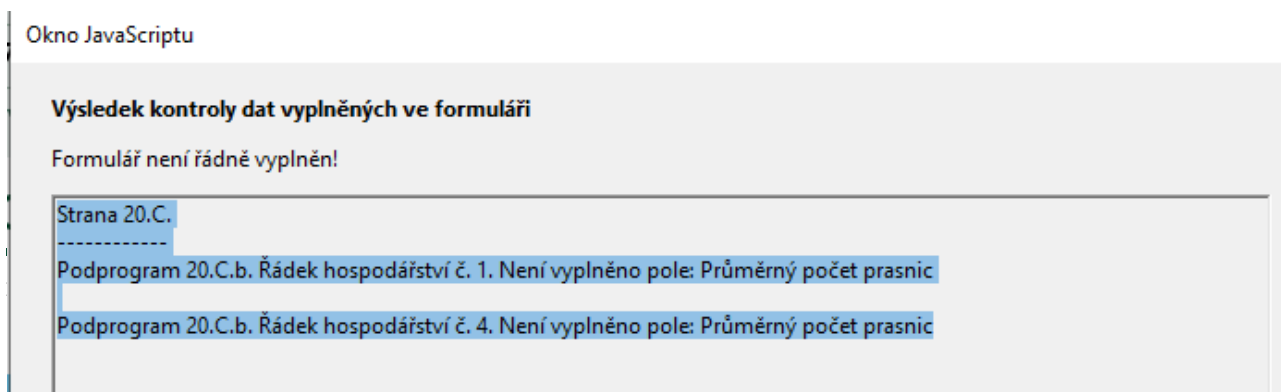 Okno JavaScriptu
Výsledek kontroly dat vyplněných ve formuláři
Formulář není řádně vyplněn!
Strana 20.C.
------------
Podprogram 20.C.b. Řádek hospodářství č. 1. Není vyplněno pole: Průměrný počet prasnic
Podprogram 20.C.b. Řádek hospodářství č. 4. Není vyplněno pole: Průměrný počet prasnic